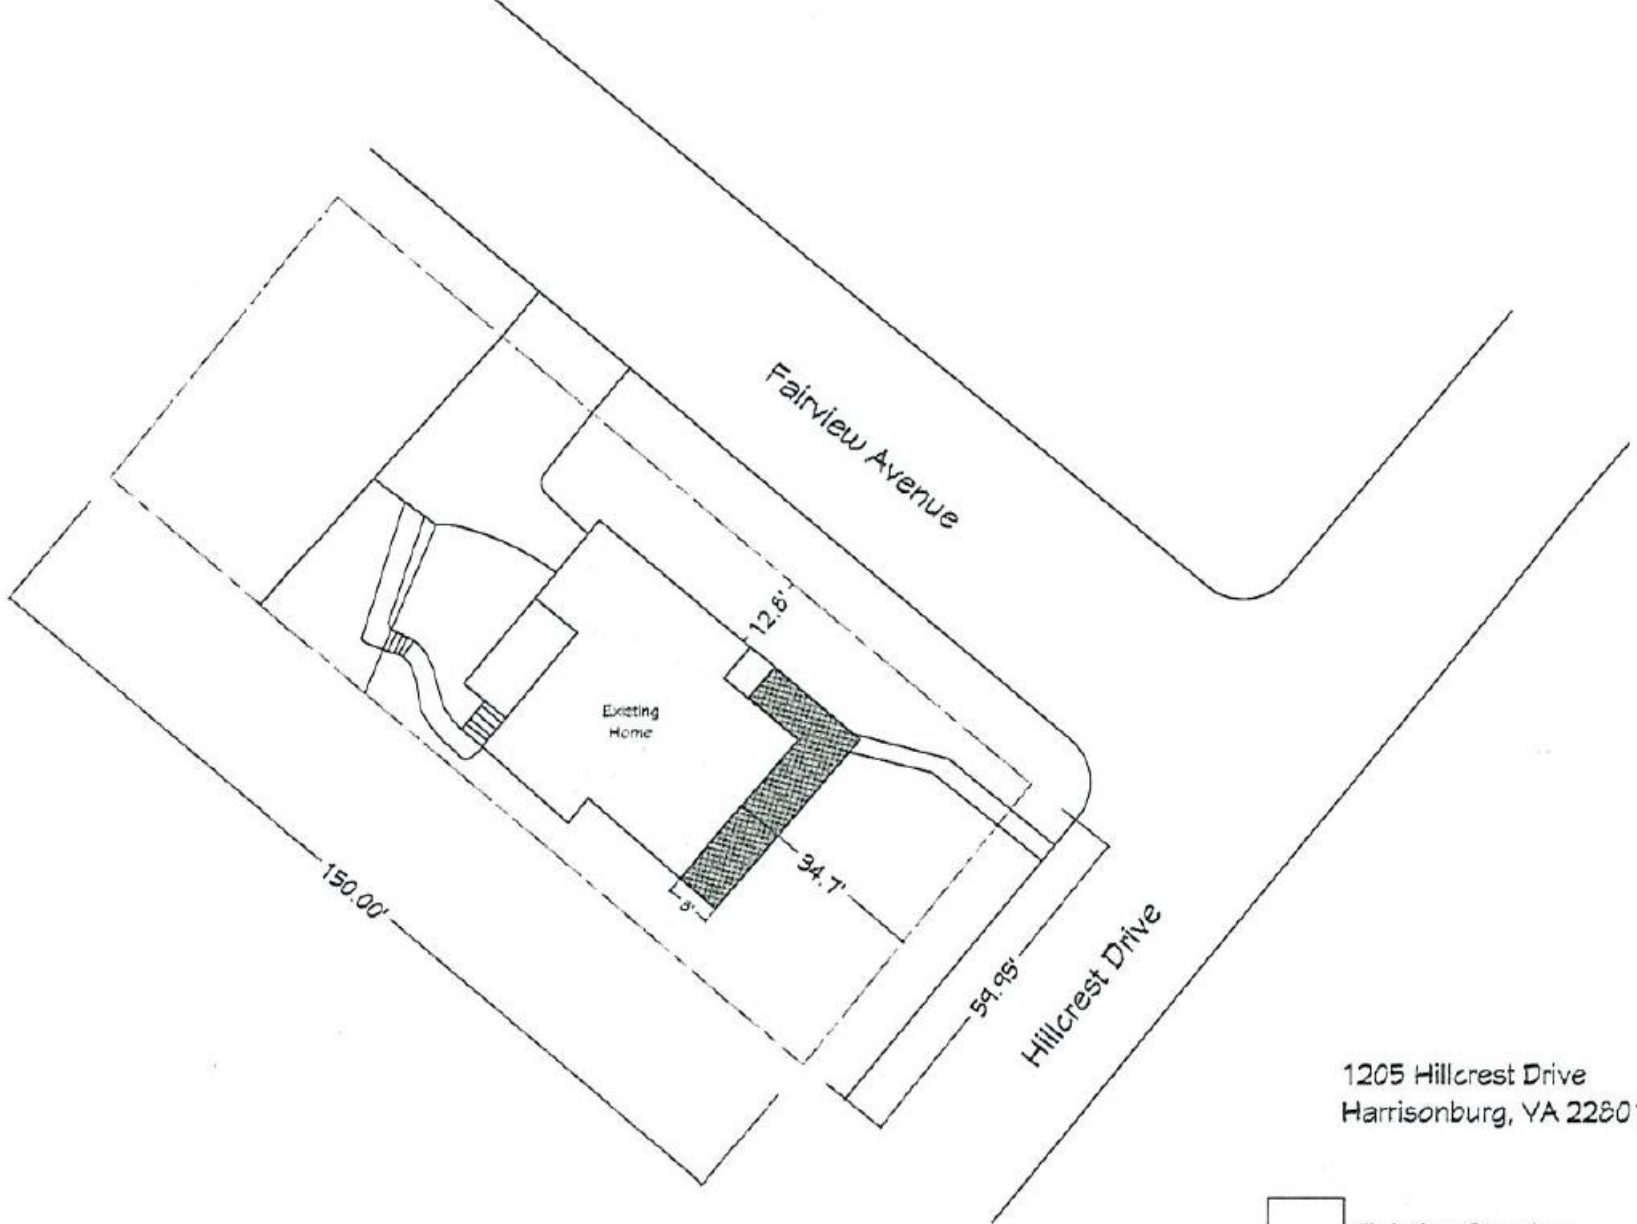 Fairview Avenue
12.8'
Existing
Home
34.7'
150.00'
59.95'
Hillcrest Drive
1205 Hillcrest Drive
Harrisonburg, VA 2280